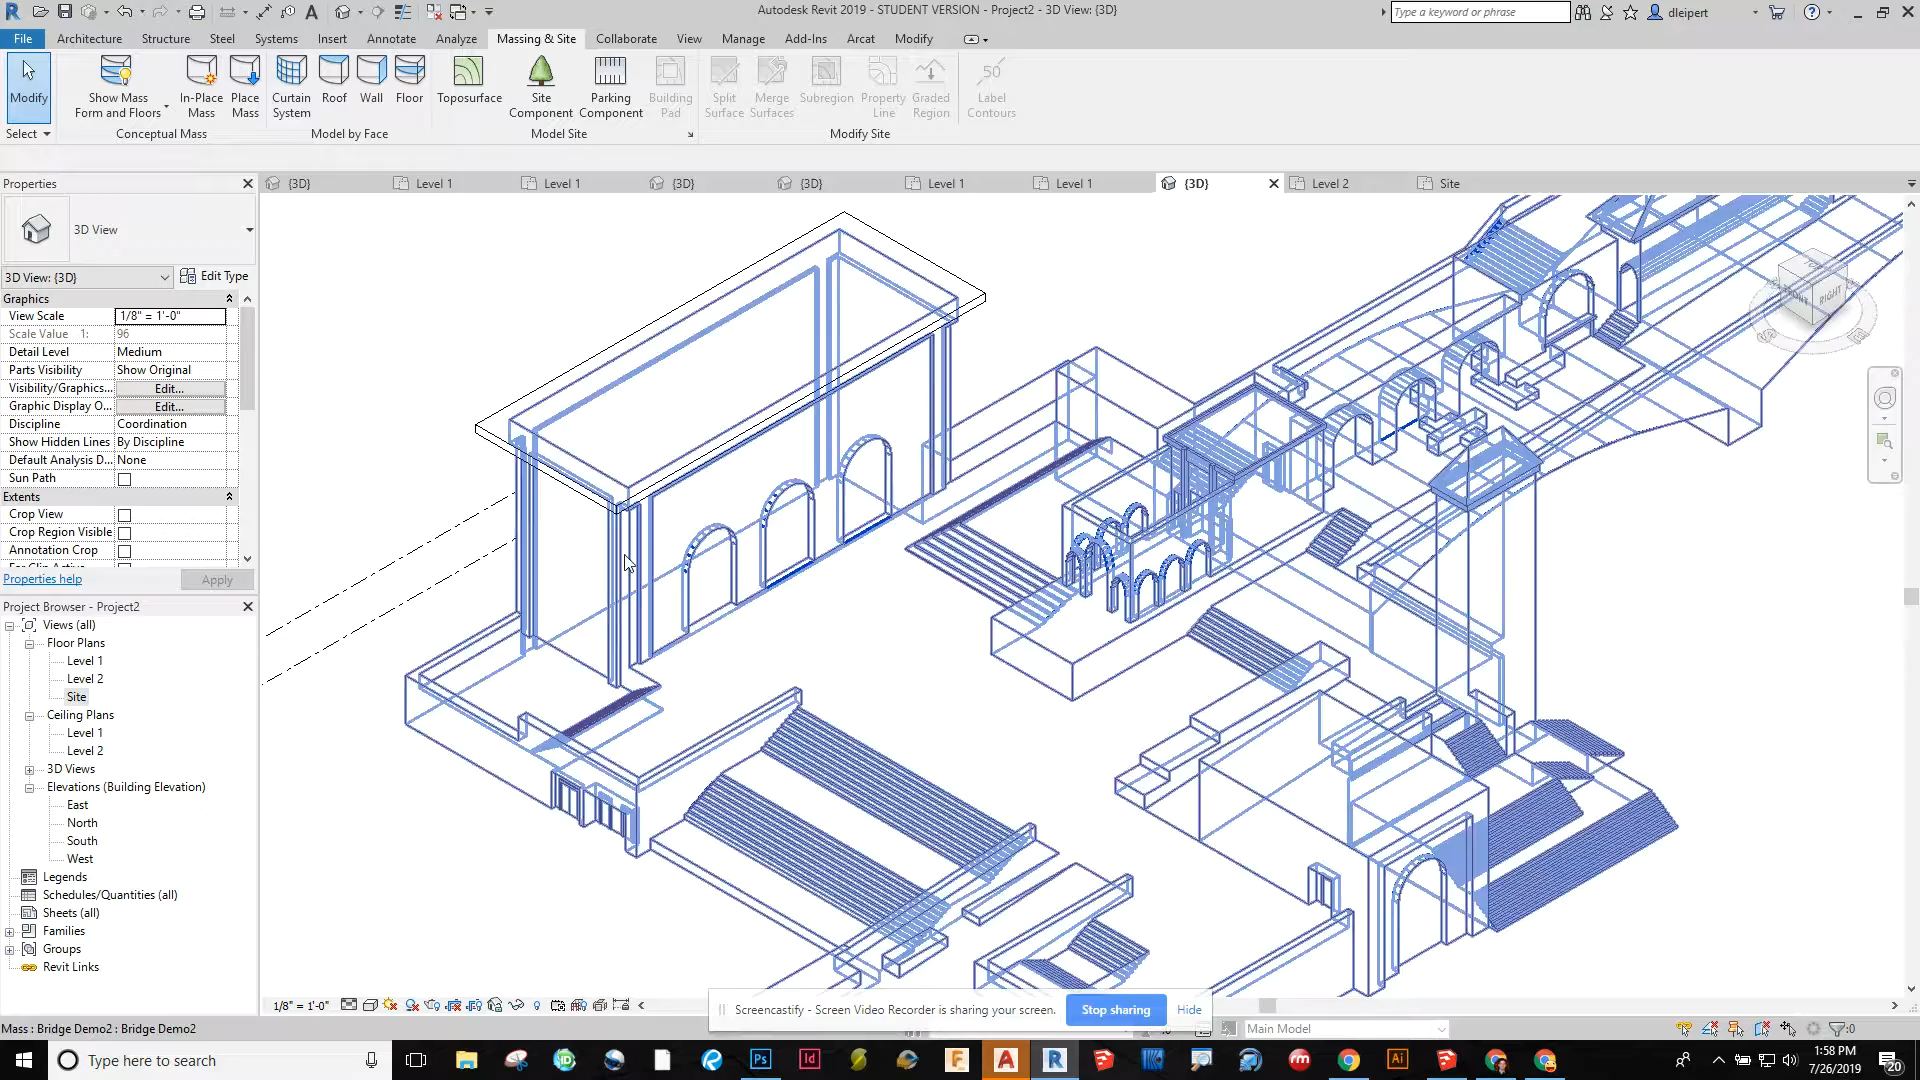 Autodesk Revit 2019 - STUDENT VERSION - Project2 - 3D View: {3D}
Type a keyword or phrase
dleipert
File
Architecture
Structure
Steel
Systems
Insert
Annotate
Analyze
Massing & Site
Collaborate
View
Manage
Add-Ins
Arcat
Modify
Modify
Show Mass
Form and Floors
In-Place
Mass
Place
Mass
Curtain
System
Roof
Wall
Floor
Toposurface
Site
Component
Parking
Component
Building
Pad
Split
Surface
Merge
Surfaces
Subregion
Property
Line
Graded
Region
50
Label
Contours
Select
Conceptual Mass
Model by Face
Model Site
Modify Site
Properties
{3D}
Level 1
Level 1
{3D}
{3D}
Level 1
Level 1
{3D}
Level 2
Site
3D View
3D View: {3D}
Edit Type
Graphics
View Scale
1/8" = 1'-0"
Scale Value 1:
96
Detail Level
Medium
Parts Visibility
Show Original
Visibility/Graphics...
Edit...
Graphic Display O...
Edit...
Discipline
Coordination
Show Hidden Lines
By Discipline
Default Analysis D...
None
Sun Path
Extents
Crop View
Crop Region Visible
Annotation Crop
Properties help
Apply
Project Browser - Project2
Views (all)
Floor Plans
Level 1
Level 2
Site
Ceiling Plans
Level 1
Level 2
3D Views
Elevations (Building Elevation)
East
North
South
West
Legends
Schedules/Quantities (all)
Sheets (all)
Families
Groups
Revit Links
FRONT
RIGHT
1/8" = 1'-0"
Screencastify - Screen Video Recorder is sharing your screen.
Stop sharing
Hide
Mass : Bridge Demo2 : Bridge Demo2
Main Model
:0
Type here to search
Ps
Id
F
A
R
rm
Ai
1:58 PM
7/26/2019
20